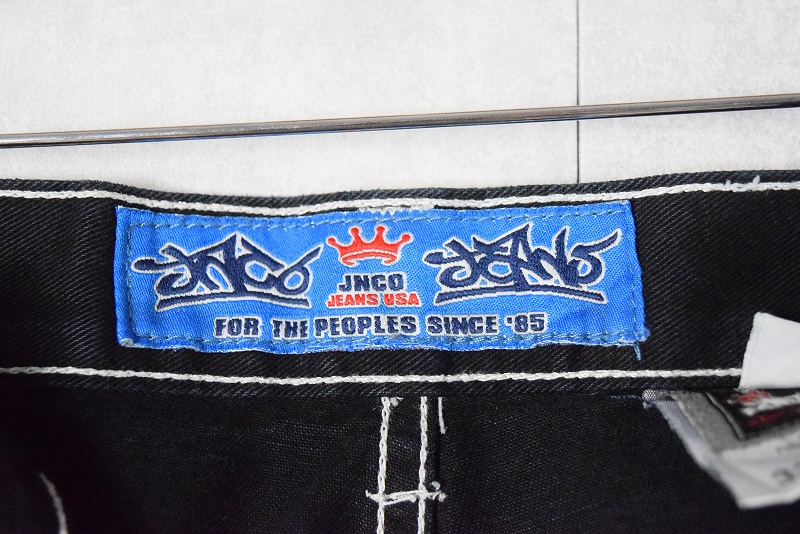 JNCO JEANS
JNCO
JEANS USA
FOR THE PEOPLES SINCE '85